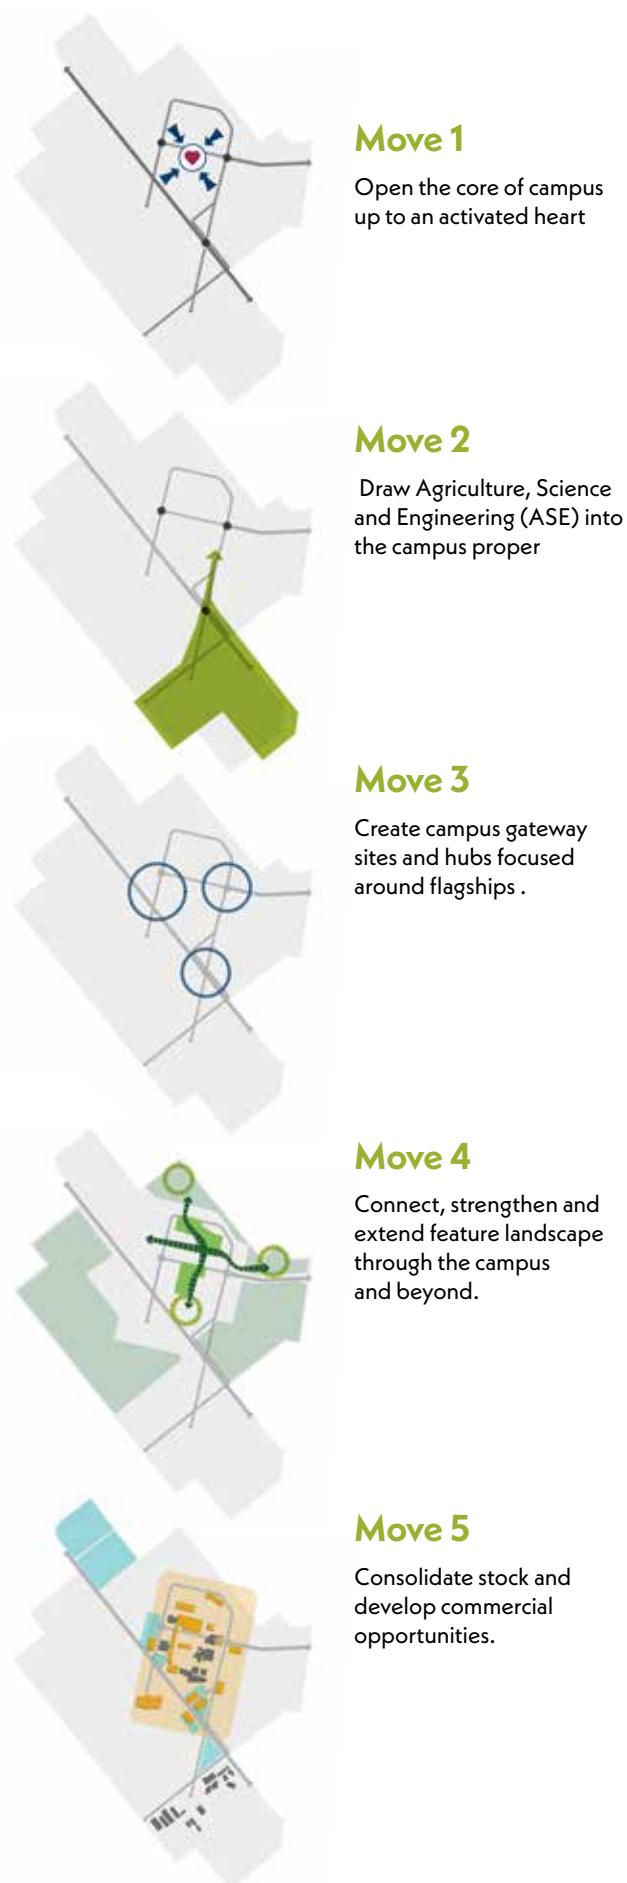 Move 1
Open the core of campus
up to an activated heart
Move 2
Draw Agriculture, Science
and Engineering (ASE) into
the campus proper
Move 3
Create campus gateway
sites and hubs focused
around flagships .
Move 4
Connect, strengthen and
extend feature landscape
through the campus
and beyond.
Move 5
Consolidate stock and
develop commercial
opportunities.